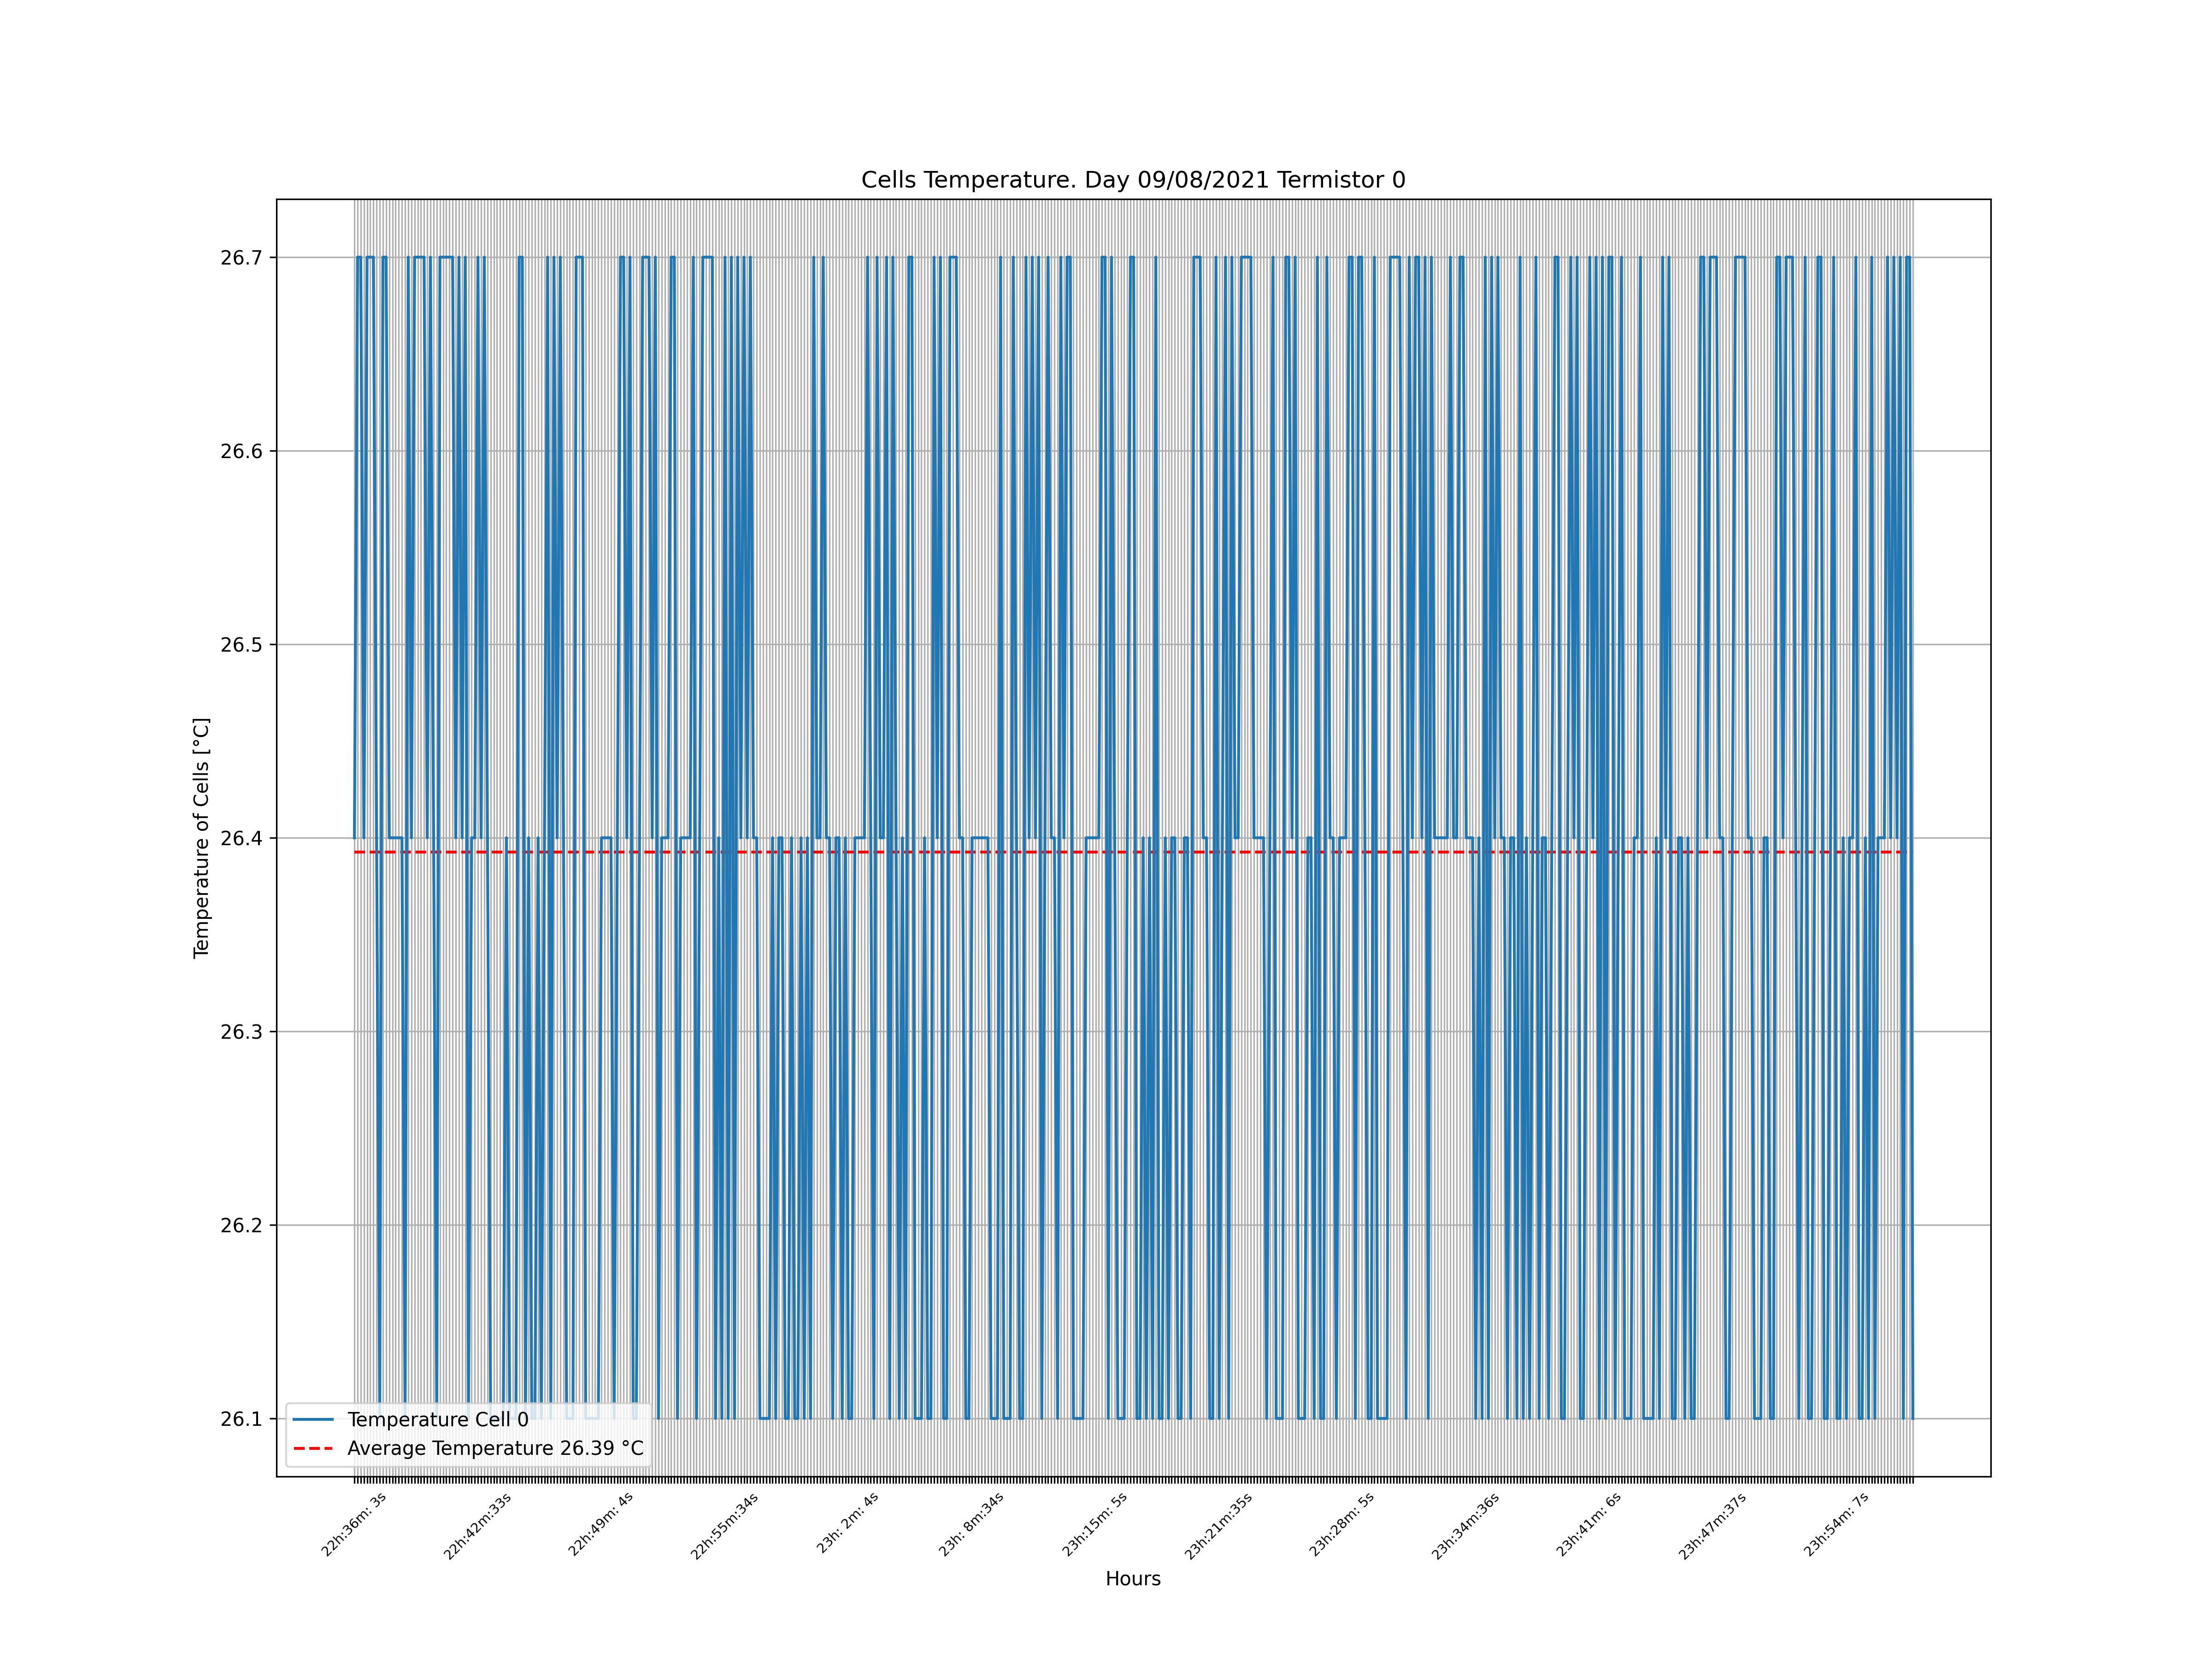 Cells Temperature. Day 09/08/2021 Termistor 0
Temperature of Cells [°C]
26.7
26.6
26.5
26.4
26.3
26.2
26.1
Temperature Cell 0
Average Temperature 26.39 °C
22h:36m: 3s
22h:42m:33s
22h:49m: 4s
22h:55m:34s
23h: 2m: 4s
23h: 8m:34s
23h:15m: 5s
23h:21m:35s
23h:28m: 5s
23h:34m:36s
23h:41m: 6s
23h:47m:37s
23h:54m: 7s
Hours